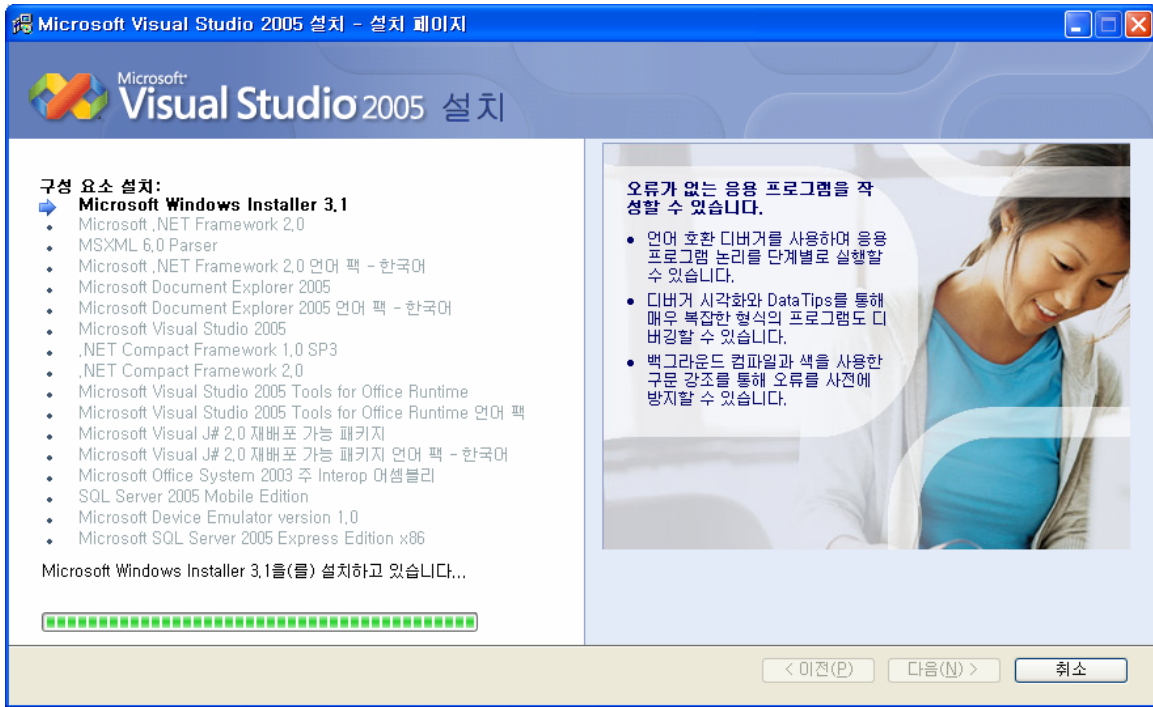 Microsoft Visual Studio 2005 설치 - 설치 페이지
Microsoft
Visual Studio 2005 설치
구성 요소 설치:
Microsoft Windows Installer 3.1
Microsoft .NET Framework 2.0
MSXML 6.0 Parser
Microsoft .NET Framework 2.0 언어 팩 - 한국어
Microsoft Document Explorer 2005
Microsoft Document Explorer 2005 언어 팩 - 한국어
Microsoft Visual Studio 2005
.NET Compact Framework 1.0 SP3
.NET Compact Framework 2.0
Microsoft Visual Studio 2005 Tools for Office Runtime
Microsoft Visual Studio 2005 Tools for Office Runtime 언어 팩
Microsoft Visual J# 2.0 재배포 가능 패키지
Microsoft Visual J# 2.0 재배포 가능 패키지 언어 팩 - 한국어
Microsoft Office System 2003 주 Interop 어셈블리
SQL Server 2005 Mobile Edition
Microsoft Device Emulator version 1.0
Microsoft SQL Server 2005 Express Edition x86
Microsoft Windows Installer 3.1을(를) 설치하고 있습니다...
오류가 없는 응용 프로그램을 작
성할 수 있습니다.
• 언어 호환 디버거를 사용하여 응용
프로그램 논리를 단계별로 실행할
수 있습니다.
• 디버거 시각화와 DataTips를 통해
매우 복잡한 형식의 프로그램도 디
버깅할 수 있습니다.
• 백그라운드 컴파일과 색을 사용한
구문 강조를 통해 오류를 사전에
방지할 수 있습니다.
< 이전(P)
다음(N) >
취소